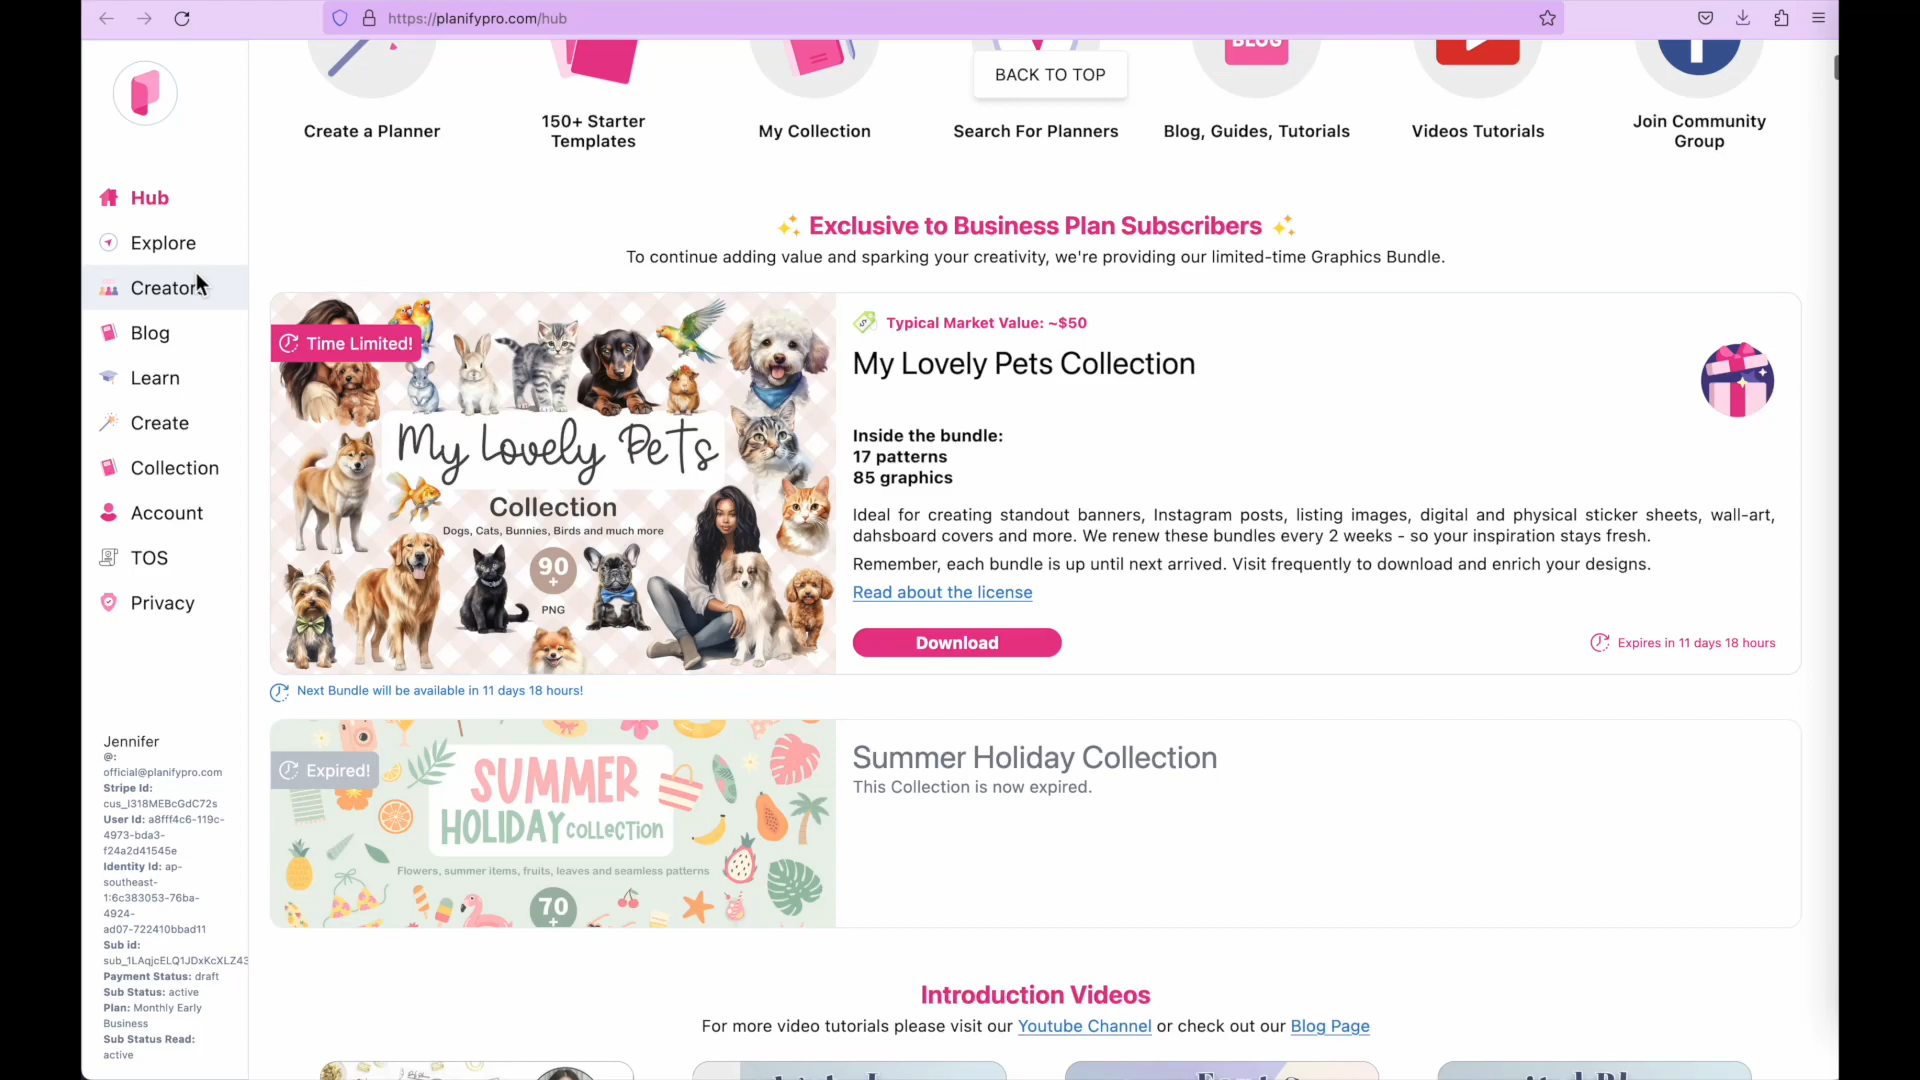 https://planifypro.com/hub
BLOG
BACK TO TOP
Create a Planner
150+ Starter
Templates
My Collection
Search For Planners
Blog, Guides, Tutorials
Videos Tutorials
Join Community
Group
Hub
Explore
Creator
Blog
Learn
Create
Collection
Account
TOS
Privacy
✨ Exclusive to Business Plan Subscribers ✨
To continue adding value and sparking your creativity, we're providing our limited-time Graphics Bundle.
Time Limited!
My Lovely Pets
Collection
Dogs, Cats, Bunnies, Birds and much more
90
+
PNG
Typical Market Value: ~$50
My Lovely Pets Collection
Inside the bundle:
17 patterns
85 graphics
Ideal for creating standout banners, Instagram posts, listing images, digital and physical sticker sheets, wall-art,
dahsboard covers and more. We renew these bundles every 2 weeks - so your inspiration stays fresh.
Remember, each bundle is up until next arrived. Visit frequently to download and enrich your designs.
Read about the license
Download
Expires in 11 days 18 hours
Next Bundle will be available in 11 days 18 hours!
Expired!
SUMMER
HOLIDAY COLLECTION
Flowers, summer items, fruits, leaves and seamless patterns
70
+
Summer Holiday Collection
This Collection is now expired.
Jennifer
@:
official@planifypro.com
Stripe Id:
cus_I318MEBcGdC72s
User Id: a8fff4c6-119c-
4973-bda3-
f24a2d41545e
Identity Id: ap-
southeast-
1:6c383053-76ba-
4924-
ad07-722410bbad11
Sub id:
sub_1LAqjcELQ1JDxKcXLZ43
Payment Status: draft
Sub Status: active
Plan: Monthly Early
Business
Sub Status Read:
active
Introduction Videos
For more video tutorials please visit our Youtube Channel or check out our Blog Page